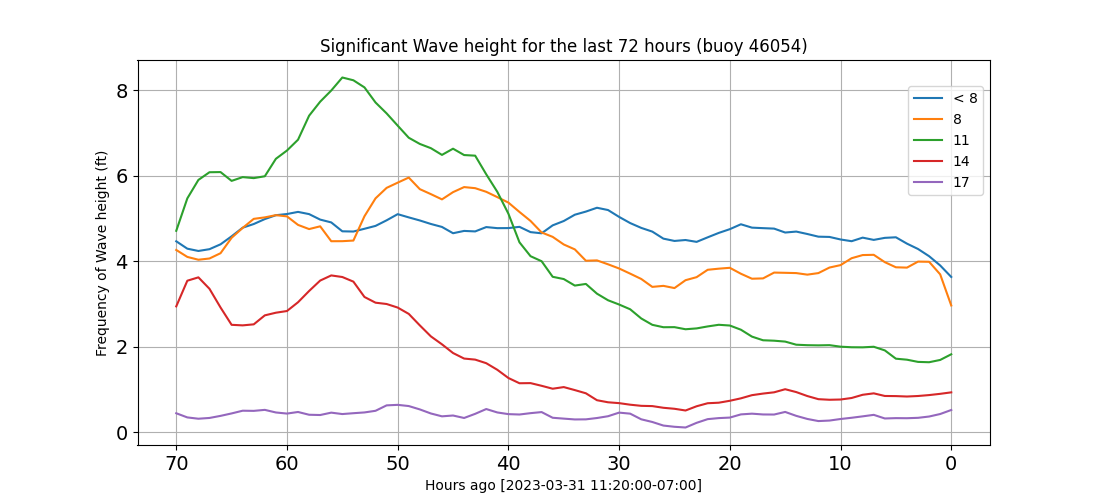 Significant Wave height for the last 72 hours (buoy 46054)
Frequency of Wave height (ft)
8
6
4
2
0
< 8
8
11
14
17
70 60 50 40 30 20 10 0
Hours ago [2023-03-31 11:20:00-07:00]